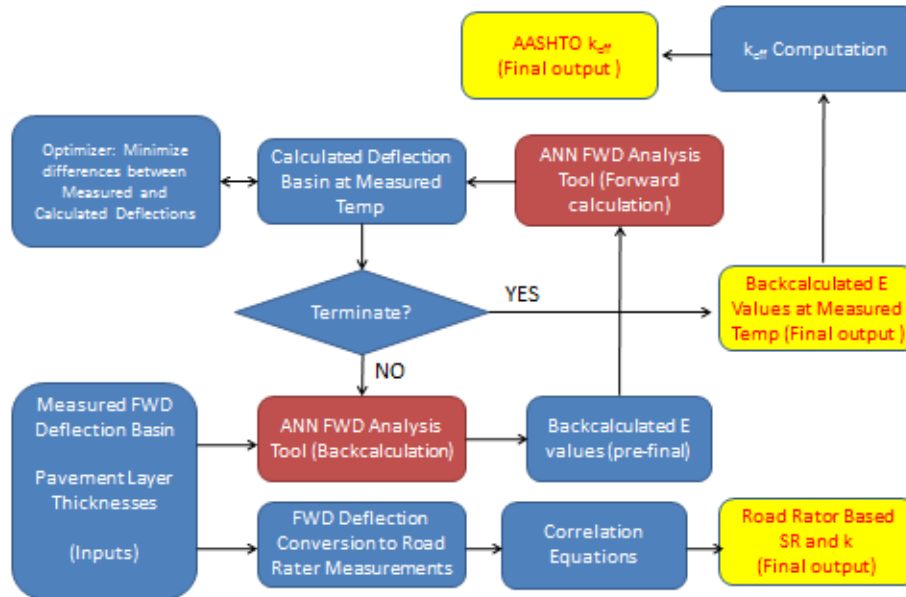 AASHTO keff
(Final output )
keff Computation
Optimizer: Minimize
differences between
Measured and
Calculated Deflections
Calculated Deflection
Basin at Measured
Temp
ANN FWD Analysis
Tool (Forward
calculation)
Terminate?
YES
Backcalculated E
Values at Measured
Temp (Final output )
NO
Measured FWD
Deflection Basin
Pavement Layer
Thicknesses
(Inputs)
ANN FWD Analysis
Tool (Backcalculation)
Backcalculated E
values (pre-final)
FWD Deflection
Conversion to Road
Rater Measurements
Correlation
Equations
Road Rator Based
SR and k
(Final output)